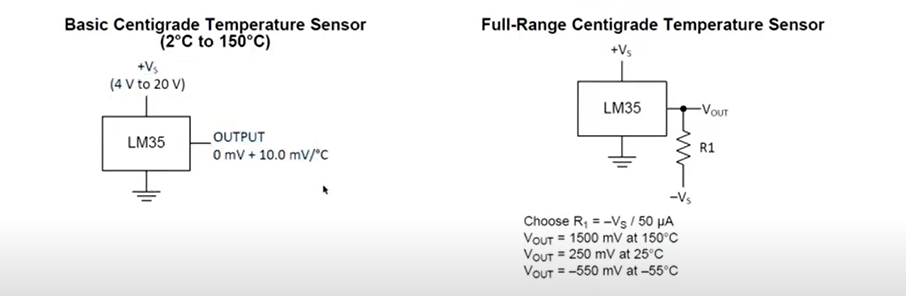 Basic Centigrade Temperature Sensor
(2°C to 150°C)
+Vs
(4 V to 20 V)
LM35
OUTPUT
0 mV + 10.0 mV/°C
Full-Range Centigrade Temperature Sensor
+Vs
LM35
VOUT
R1
–Vs
Choose R1 = –VS / 50 µA
VOUT = 1500 mV at 150°C
VOUT = 250 mV at 25°C
VOUT = –550 mV at –55°C